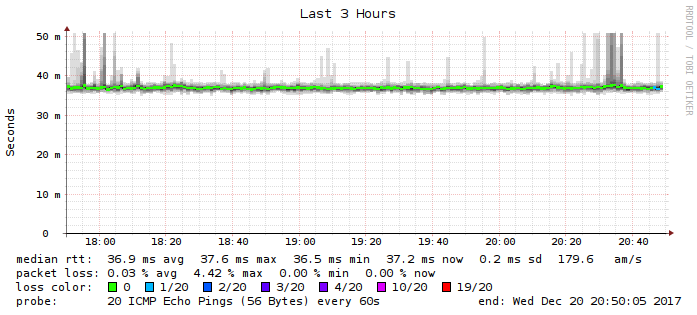 Last 3 Hours
RRDTOOL / TOBI OETIKER
Seconds
50 m
40 m
30 m
20 m
10 m
0
18:00 18:20 18:40 19:00 19:20 19:40 20:00 20:20 20:40
median rtt: 36.9 ms avg 37.6 ms max 36.5 ms min 37.2 ms now 0.2 ms sd 179.6 am/s
packet loss: 0.03 % avg 4.42 % max 0.00 % min 0.00 % now
loss color: 0 1/20 2/20 3/20 4/20 10/20 19/20
probe: 20 ICMP Echo Pings (56 Bytes) every 60s end: Wed Dec 20 20:50:05 2017